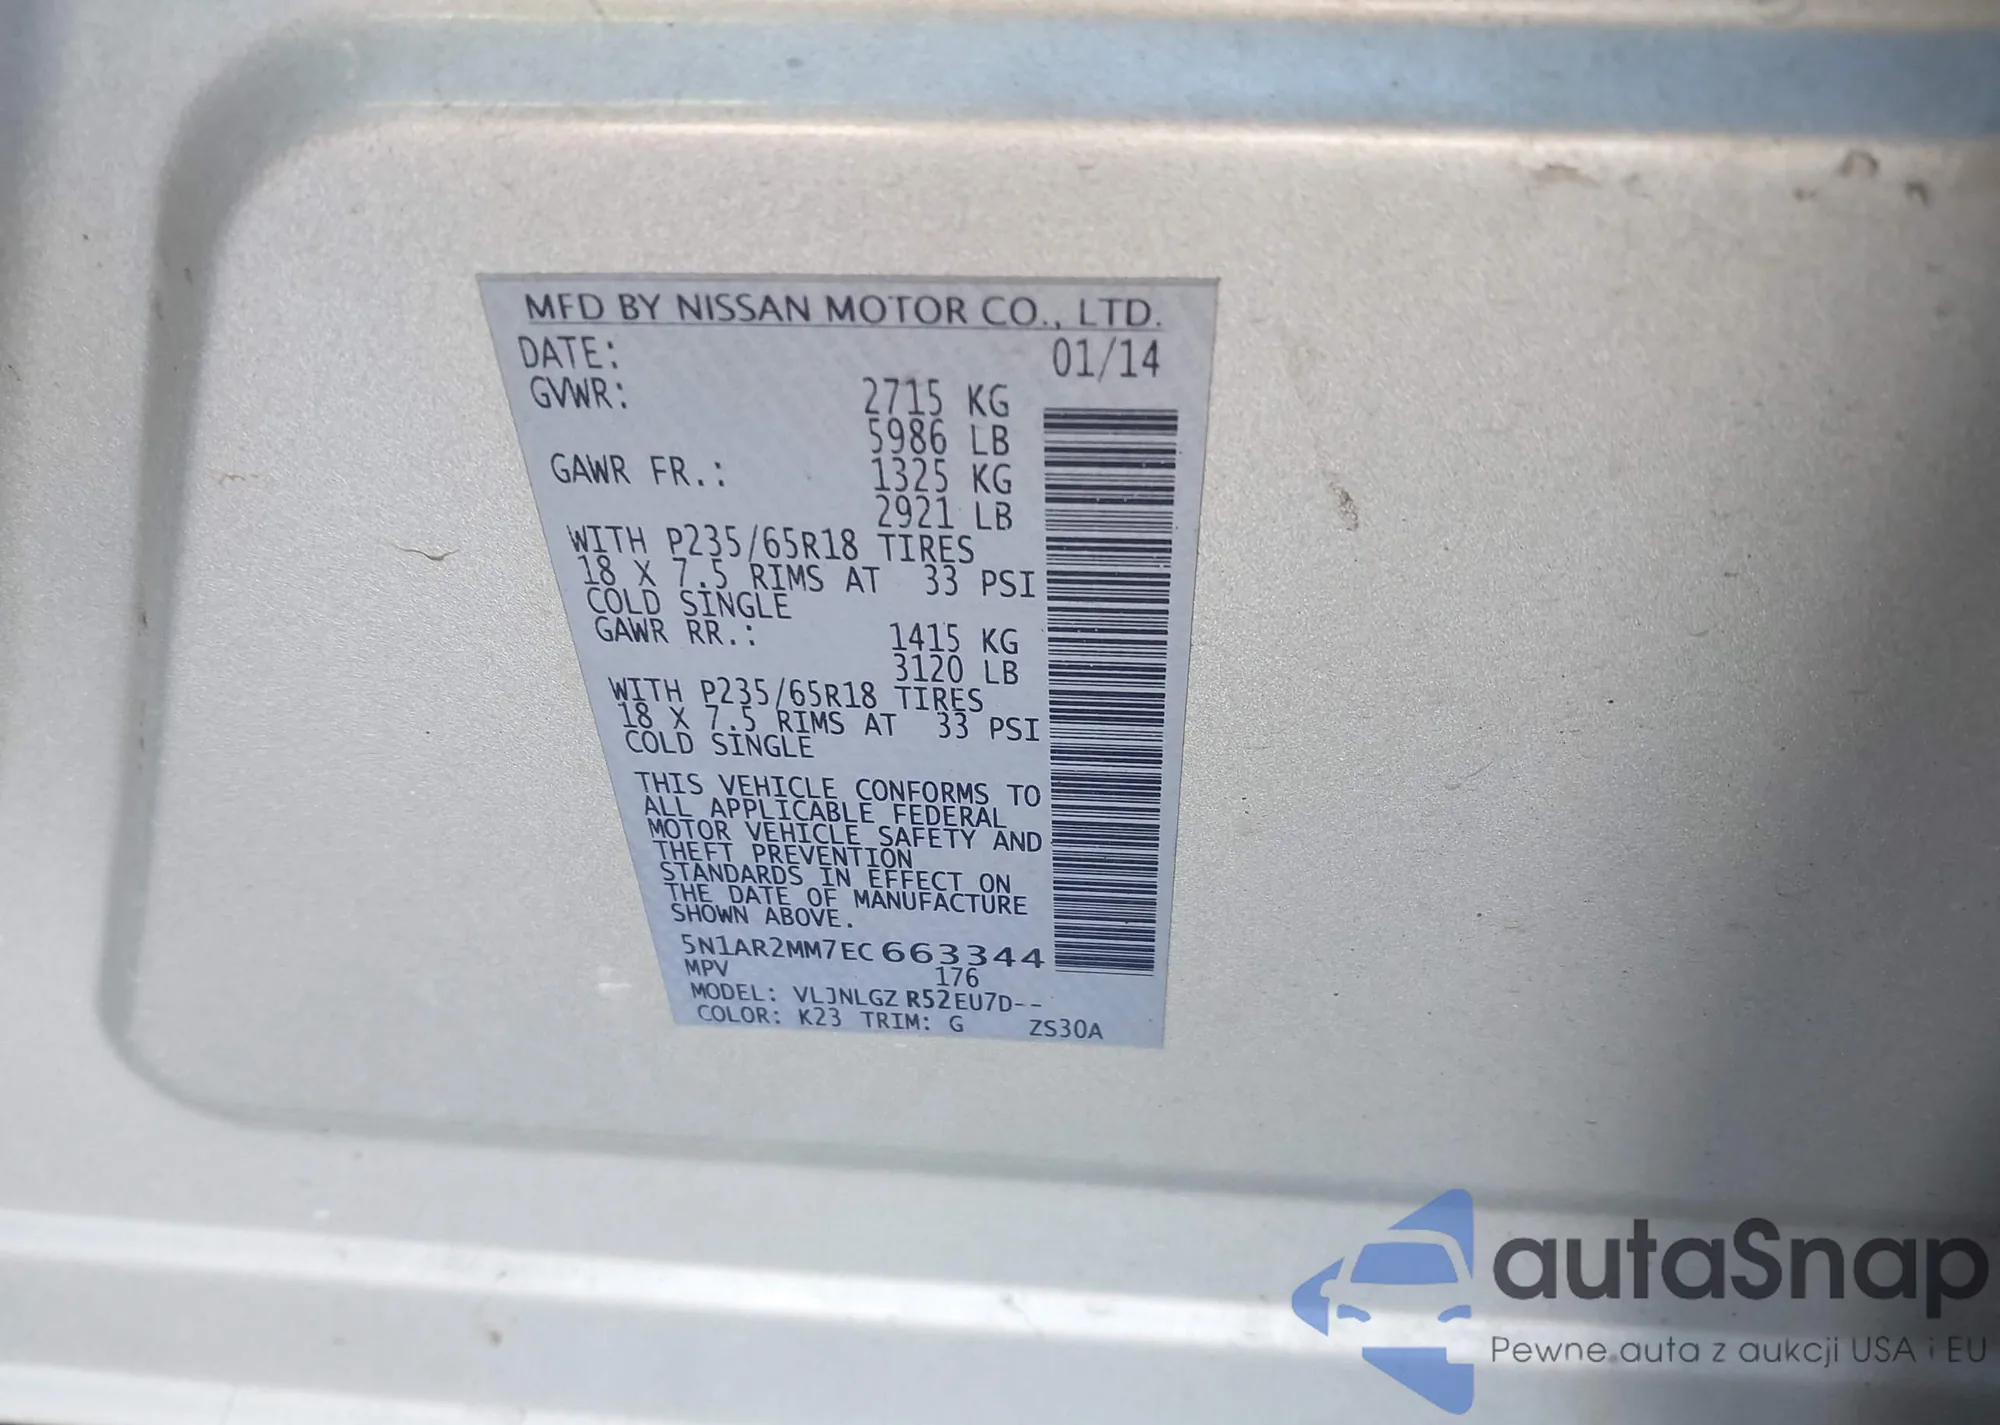 MFD BY NISSAN MOTOR CO., LTD.
DATE: 01/14
GVWR: 2715 KG
5986 LB
GAWR FR.: 1325 KG
2921 LB
WITH P235/65R18 TIRES
18 X 7.5 RIMS AT 33 PSI
COLD SINGLE
GAWR RR.: 1415 KG
3120 LB
WITH P235/65R18 TIRES
18 X 7.5 RIMS AT 33 PSI
COLD SINGLE
THIS VEHICLE CONFORMS TO
ALL APPLICABLE FEDERAL
MOTOR VEHICLE SAFETY AND
THEFT PREVENTION
STANDARDS IN EFFECT ON
THE DATE OF MANUFACTURE
SHOWN ABOVE.
5N1AR2MM7EC663344
MPV 176
MODEL: VLJNLGZ R52EU7D--
COLOR: K23 TRIM: G ZS30A
autaSnap
Pewne auta z aukcji USA i EU